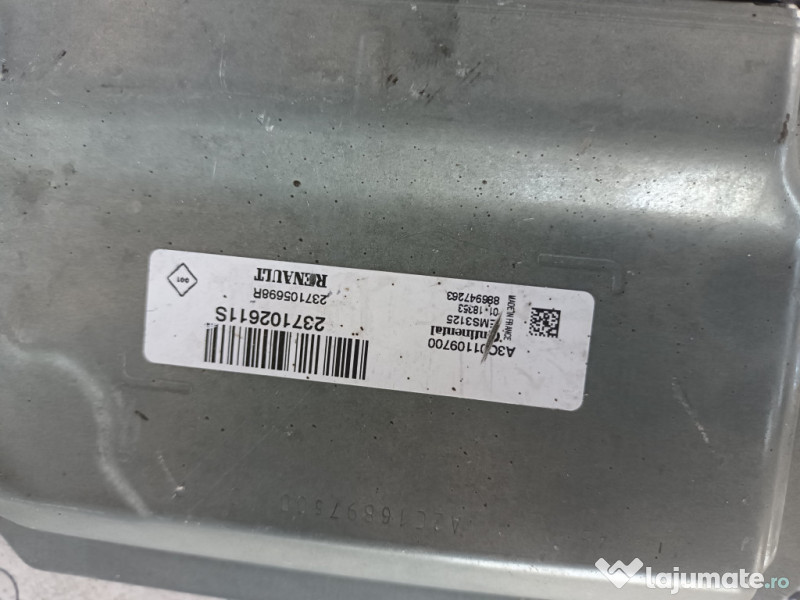 A3C01109700
Continental
EMS3125
01*18353
886947263
MADE IN FRANCE
237102611S
237105698R
RENAULT
lajumate.ro